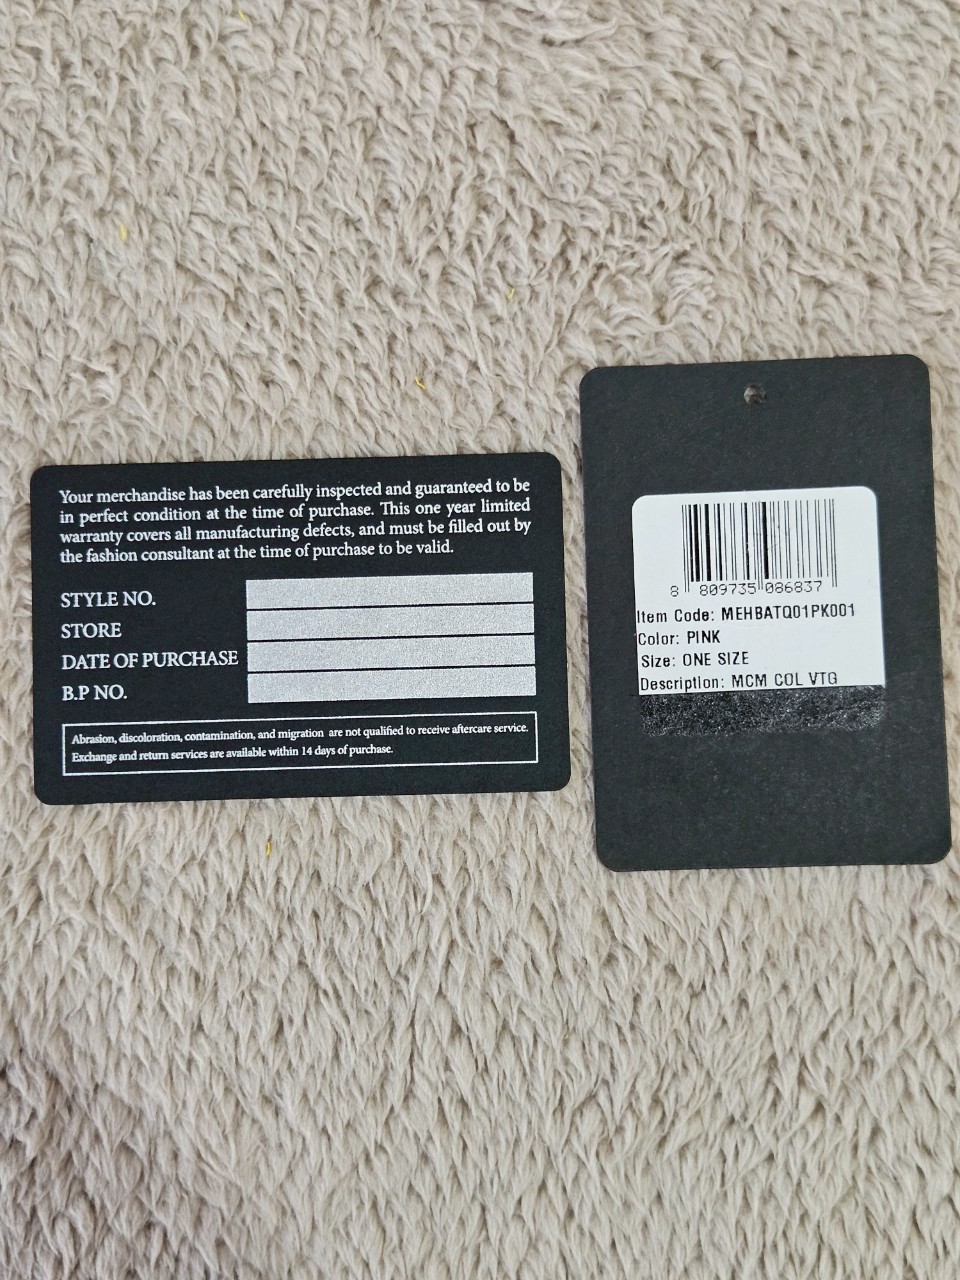 Your merchandise has been carefully inspected and guaranteed to be
in perfect condition at the time of purchase. This one year limited
warranty covers all manufacturing defects, and must be filled out by
the fashion consultant at the time of purchase to be valid.
STYLE NO.
STORE
DATE OF PURCHASE
B.P NO.
Abrasion, discoloration, contamination, and migration are not qualified to receive aftercare service.
Exchange and return services are available within 14 days of purchase.
8 809735 086837
Item Code: MEHBATQ01PK001
Color: PINK
Size: ONE SIZE
Description: MCM COL VTG